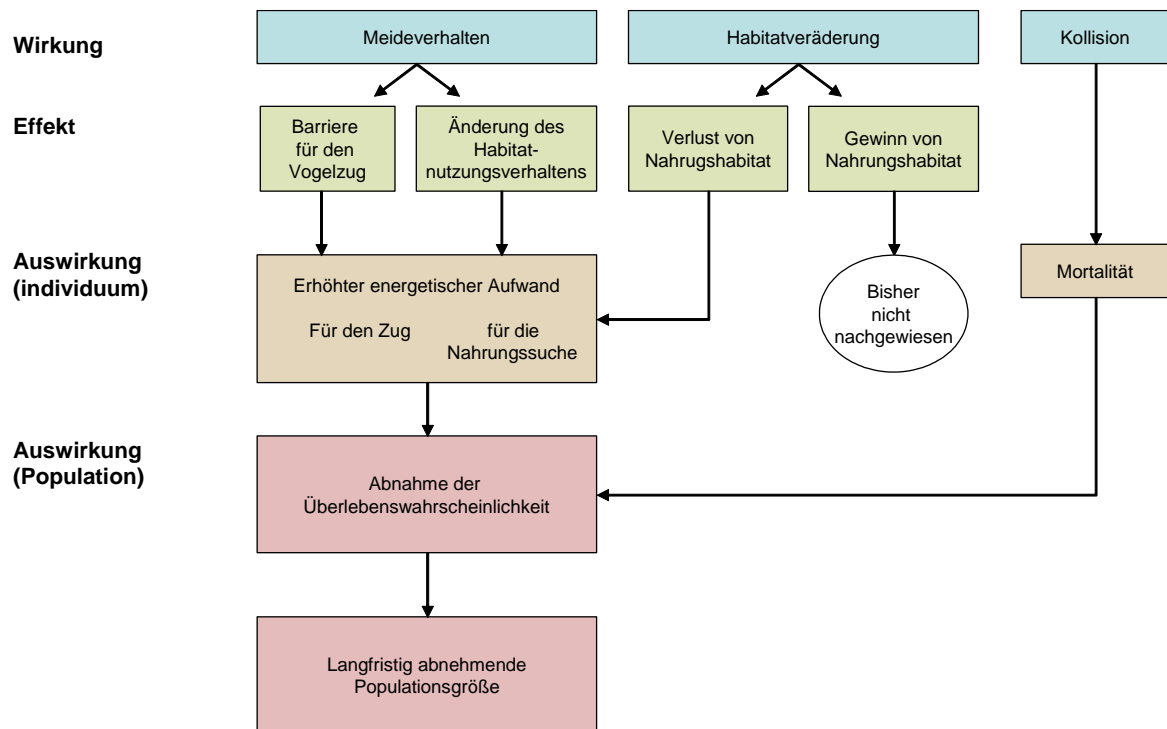 Wirkung
Meideverhalten
Habitatveräderung
Kollision
Effekt
Barriere
für den
Vogelzug
Änderung des
Habitat-
nutzungsverhaltens
Verlust von
Nahrugshabitat
Gewinn von
Nahrungshabitat
Auswirkung
(individuum)
Erhöhter energetischer Aufwand
Für den Zug
für die
Nahrungssuche
Bisher
nicht
nachgewiesen
Mortalität
Auswirkung
(Population)
Abnahme der
Überlebenswahrscheinlichkeit
Langfristig abnehmende
Populationsgröße